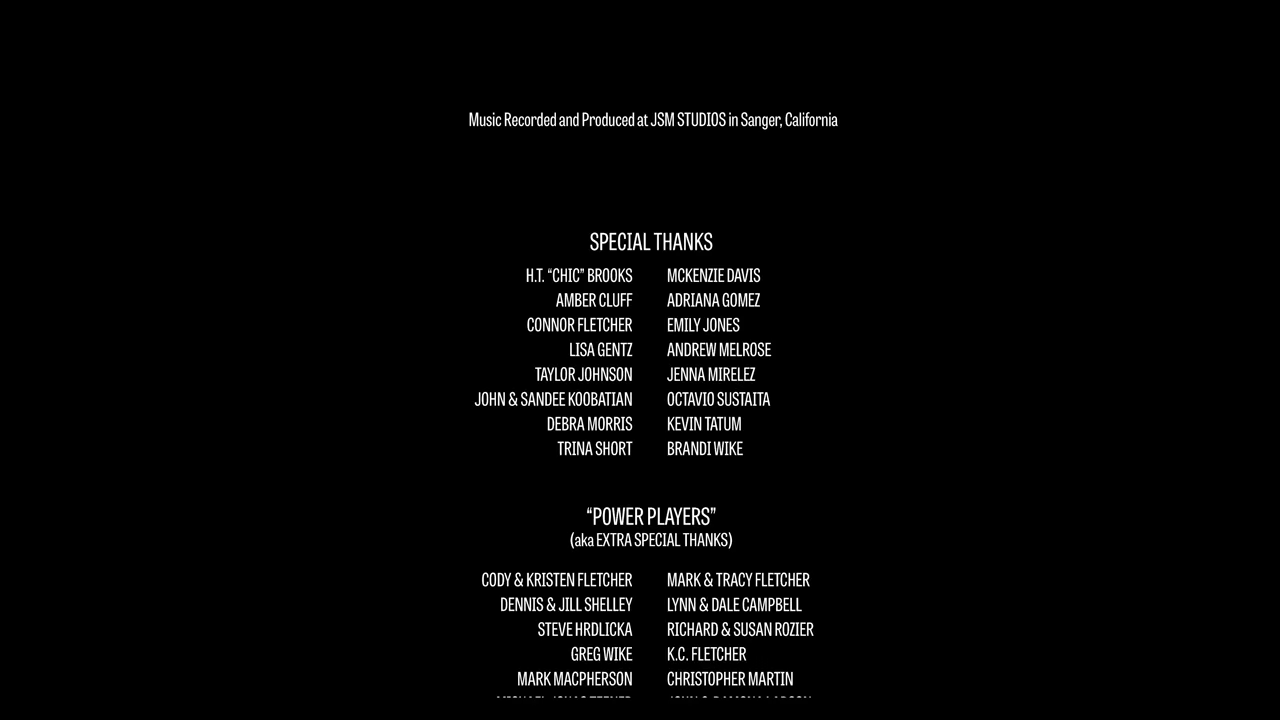 Music Recorded and Produced at JSM STUDIOS in Sanger, California
SPECIAL THANKS
H.T. “CHIC” BROOKS MCKENZIE DAVIS
AMBER CLUFF ADRIANA GOMEZ
CONNOR FLETCHER EMILY JONES
LISA GENTZ ANDREW MELROSE
TAYLOR JOHNSON JENNA MIRELEZ
JOHN & SANDEE KOOBATIAN OCTAVIO SUSTAITA
DEBRA MORRIS KEVIN TATUM
TRINA SHORT BRANDI WIKE
“POWER PLAYERS”
(aka EXTRA SPECIAL THANKS)
CODY & KRISTEN FLETCHER MARK & TRACY FLETCHER
DENNIS & JILL SHELLEY LYNN & DALE CAMPBELL
STEVE HRDLICKA RICHARD & SUSAN ROZIER
GREG WIKE K.C. FLETCHER
MARK MACPHERSON CHRISTOPHER MARTIN